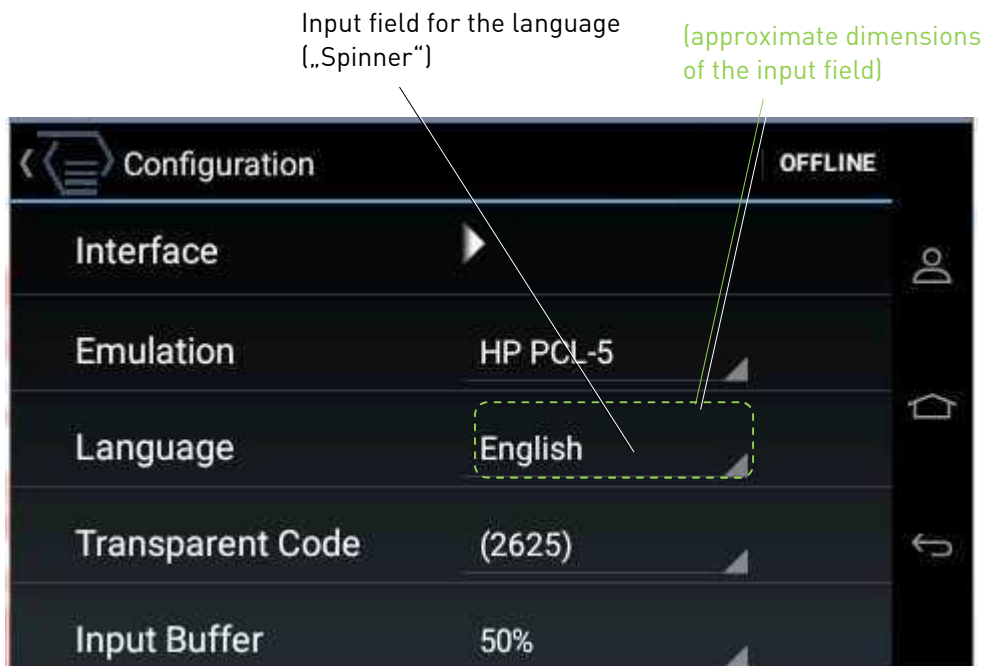 Input field for the language
(„Spinner“)
(approximate dimensions
of the input field)
Configuration
OFFLINE
Interface
Emulation
HP PCL-5
Language
English
Transparent Code
(2625)
Input Buffer
50%